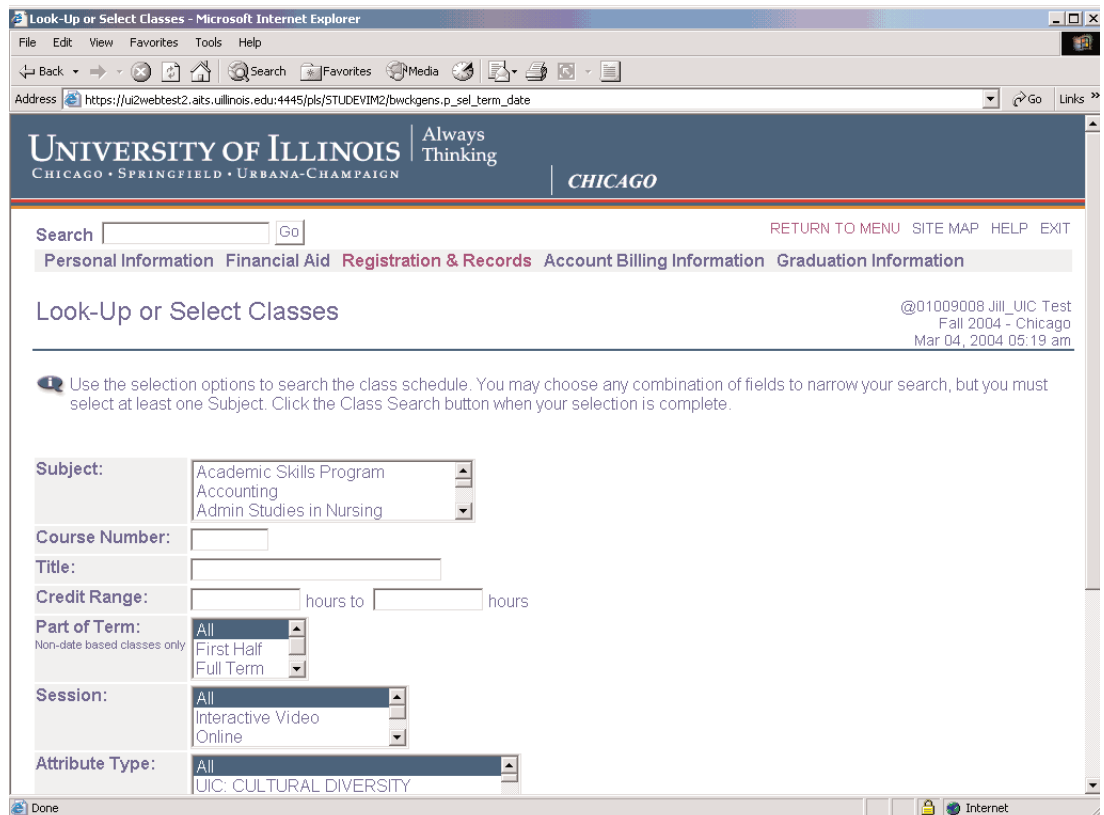 Look-Up or Select Classes - Microsoft Internet Explorer
File Edit View Favorites Tools Help
Back Search Favorites Media
Address https://ui2webtest2.aits.uillinois.edu:4445/pls/STUDEVIM2/bwckgens.p_sel_term_date Go Links »
UNIVERSITY OF ILLINOIS
CHICAGO • SPRINGFIELD • URBANA-CHAMPAIGN
Always
Thinking
CHICAGO
Search Go RETURN TO MENU SITE MAP HELP EXIT
Personal Information Financial Aid Registration & Records Account Billing Information Graduation Information
Look-Up or Select Classes
@01009008 Jill_UIC Test
Fall 2004 - Chicago
Mar 04, 2004 05:19 am
Use the selection options to search the class schedule. You may choose any combination of fields to narrow your search, but you must
select at least one Subject. Click the Class Search button when your selection is complete.
Subject:
Academic Skills Program
Accounting
Admin Studies in Nursing
Course Number:
Title:
Credit Range: hours to hours
Part of Term:
Non-date based classes only
All
First Half
Full Term
Session:
All
Interactive Video
Online
Attribute Type:
All
UIC: CULTURAL DIVERSITY
Done Internet